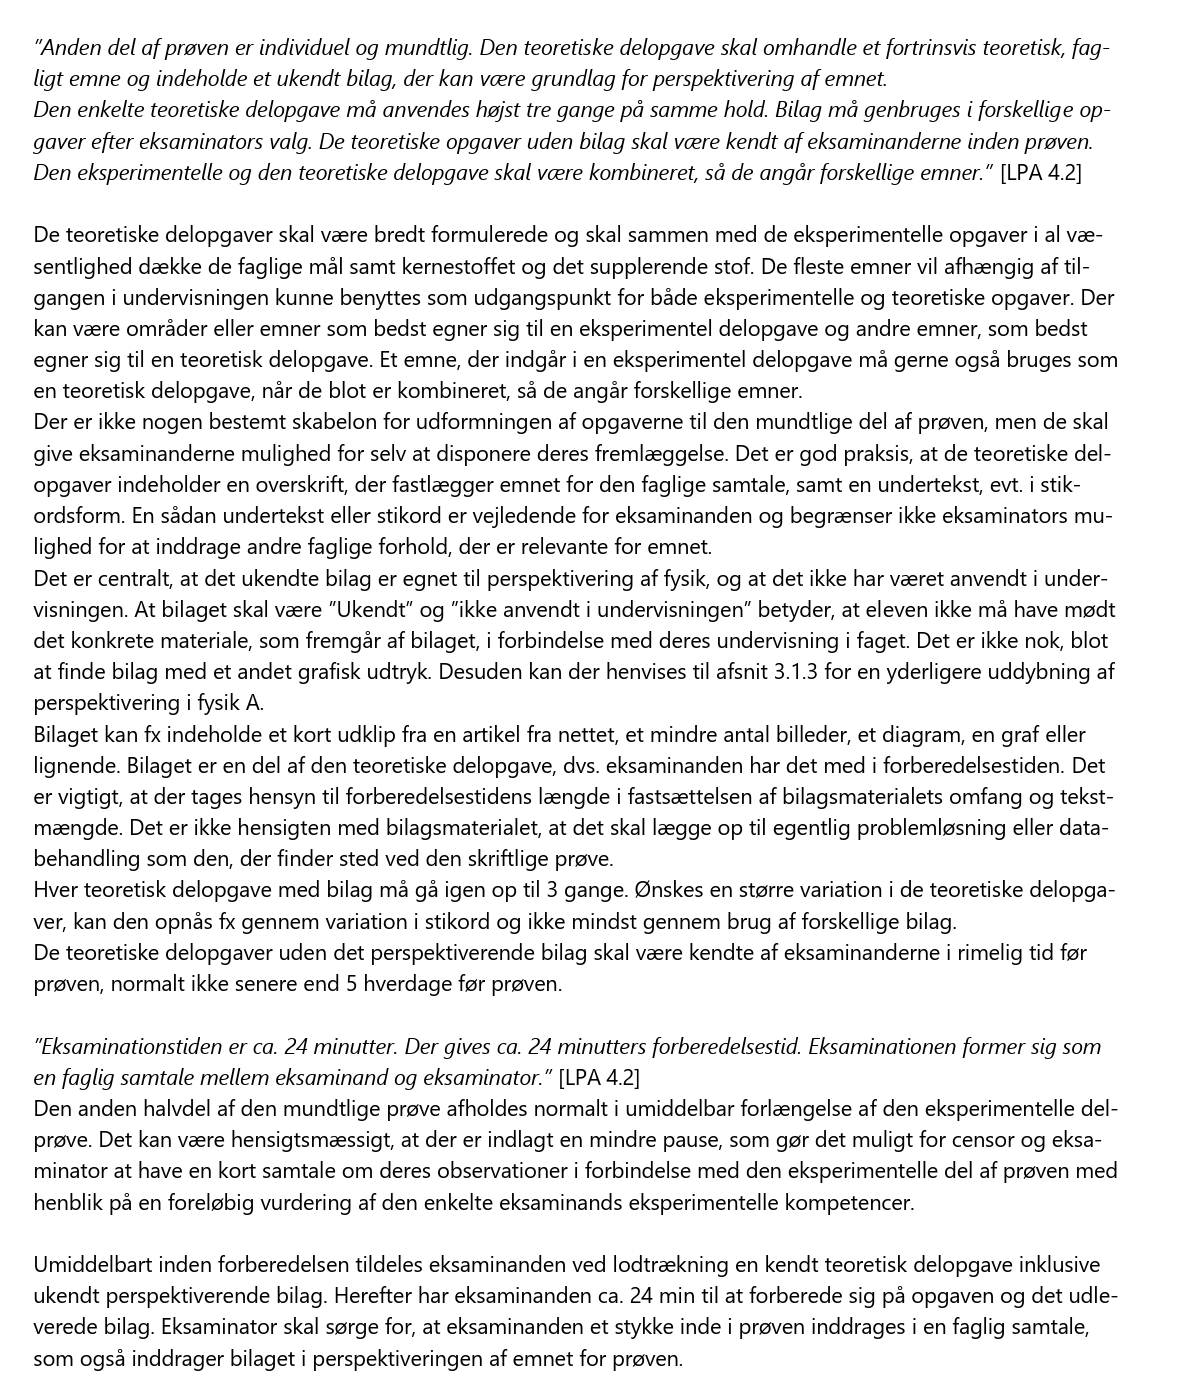 ”Anden del af prøven er individuel og mundtlig. Den teoretiske delopgave skal omhandle et fortrinsvis teoretisk, fag-
ligt emne og indeholde et ukendt bilag, der kan være grundlag for perspektivering af emnet.
Den enkelte teoretiske delopgave må anvendes højst tre gange på samme hold. Bilag må genbruges i forskellige op-
gaver efter eksaminators valg. De teoretiske opgaver uden bilag skal være kendt af eksaminanderne inden prøven.
Den eksperimentelle og den teoretiske delopgave skal være kombineret, så de angår forskellige emner.” [LPA 4.2]

De teoretiske delopgaver skal være bredt formulerede og skal sammen med de eksperimentelle opgaver i al væ-
sentlighed dække de faglige mål samt kernestoffet og det supplerende stof. De fleste emner vil afhængig af til-
gangen i undervisningen kunne benyttes som udgangspunkt for både eksperimentelle og teoretiske opgaver. Der
kan være områder eller emner som bedst egner sig til en eksperimentel delopgave og andre emner, som bedst
egner sig til en teoretisk delopgave. Et emne, der indgår i en eksperimentel delopgave må gerne også bruges som
en teoretisk delopgave, når de blot er kombineret, så de angår forskellige emner.
Der er ikke nogen bestemt skabelon for udformningen af opgaverne til den mundtlige del af prøven, men de skal
give eksaminanderne mulighed for selv at disponere deres fremlæggelse. Det er god praksis, at de teoretiske del-
opgaver indeholder en overskrift, der fastlægger emnet for den faglige samtale, samt en undertekst, evt. i stik-
ordsform. En sådan undertekst eller stikord er vejledende for eksaminanden og begrænser ikke eksaminators mu-
lighed for at inddrage andre faglige forhold, der er relevante for emnet.
Det er centralt, at det ukendte bilag er egnet til perspektivering af fysik, og at det ikke har været anvendt i under-
visningen. At bilaget skal være ”Ukendt” og ”ikke anvendt i undervisningen” betyder, at eleven ikke må have mødt
det konkrete materiale, som fremgår af bilaget, i forbindelse med deres undervisning i faget. Det er ikke nok, blot
at finde bilag med et andet grafisk udtryk. Desuden kan der henvises til afsnit 3.1.3 for en yderligere uddybning af
perspektivering i fysik A.
Bilaget kan fx indeholde et kort udklip fra en artikel fra nettet, et mindre antal billeder, et diagram, en graf eller
lignende. Bilaget er en del af den teoretiske delopgave, dvs. eksaminanden har det med i forberedelsestiden. Det
er vigtigt, at der tages hensyn til forberedelsestidens længde i fastsættelsen af bilagsmaterialets omfang og tekst-
mængde. Det er ikke hensigten med bilagsmaterialet, at det skal lægge op til egentlig problemløsning eller data-
behandling som den, der finder sted ved den skriftlige prøve.
Hver teoretisk delopgave med bilag må gå igen op til 3 gange. Ønskes en større variation i de teoretiske delopga-
ver, kan den opnås fx gennem variation i stikord og ikke mindst gennem brug af forskellige bilag.
De teoretiske delopgaver uden det perspektiverende bilag skal være kendte af eksaminanderne i rimelig tid før
prøven, normalt ikke senere end 5 hverdage før prøven.

”Eksaminationstiden er ca. 24 minutter. Der gives ca. 24 minutters forberedelsestid. Eksaminationen former sig som
en faglig samtale mellem eksaminand og eksaminator.” [LPA 4.2]
Den anden halvdel af den mundtlige prøve afholdes normalt i umiddelbar forlængelse af den eksperimentelle del-
prøve. Det kan være hensigtsmæssigt, at der er indlagt en mindre pause, som gør det muligt for censor og eksa-
minator at have en kort samtale om deres observationer i forbindelse med den eksperimentelle del af prøven med
henblik på en foreløbig vurdering af den enkelte eksaminands eksperimentelle kompetencer.

Umiddelbart inden forberedelsen tildeles eksaminanden ved lodtrækning en kendt teoretisk delopgave inklusive
ukendt perspektiverende bilag. Herefter har eksaminanden ca. 24 min til at forberede sig på opgaven og det udle-
verede bilag. Eksaminator skal sørge for, at eksaminanden et stykke inde i prøven inddrages i en faglig samtale,
som også inddrager bilaget i perspektiveringen af emnet for prøven.